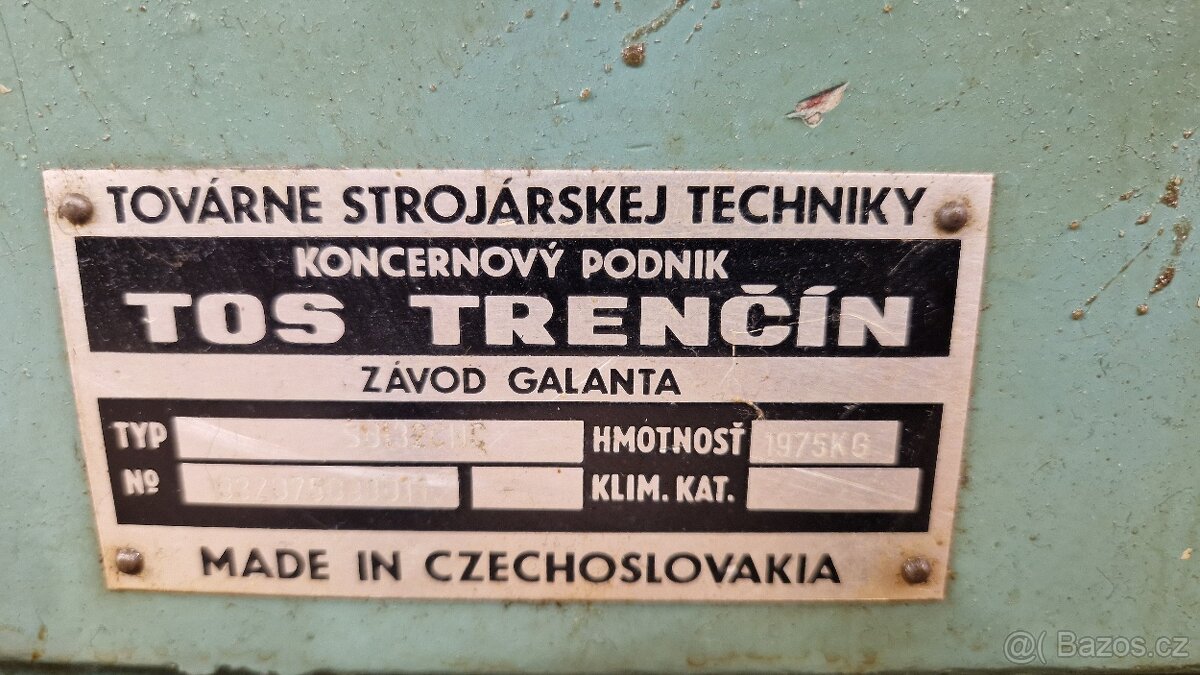 TOVÁRNE STROJÁRSKEJ TECHNIKY
KONCERNOVÝ PODNIK
TOS TRENČÍN
ZÁVOD GALANTA
TYP HMOTNOSŤ 1975KG
Nº KLIM. KAT.
MADE IN CZECHOSLOVAKIA
@( Bazos.cz